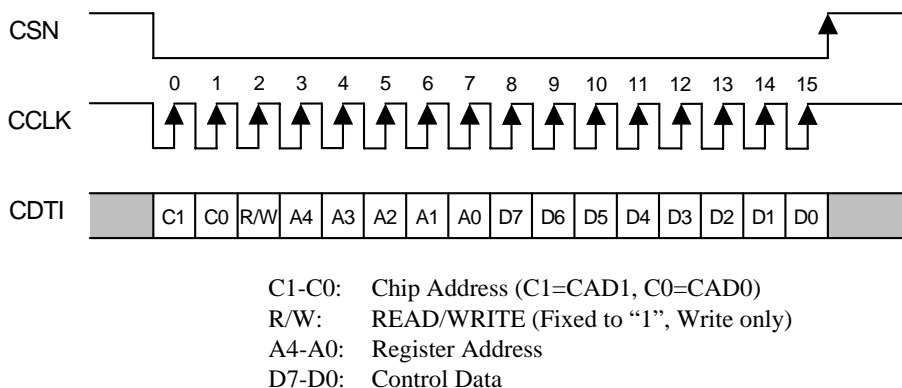 CSN
0 1 2 3 4 5 6 7 8 9 10 11 12 13 14 15
CCLK
CDTI C1 C0 R/W A4 A3 A2 A1 A0 D7 D6 D5 D4 D3 D2 D1 D0
C1-C0: Chip Address (C1=CAD1, C0=CAD0)
R/W: READ/WRITE (Fixed to “1”, Write only)
A4-A0: Register Address
D7-D0: Control Data